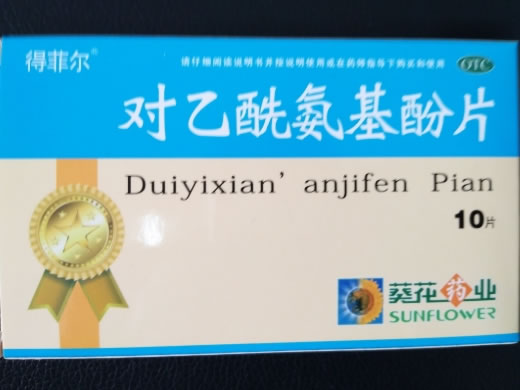 得菲尔®
请仔细阅读说明书并按说明使用或在药师指导下购买和使用
OTC
对乙酰氨基酚片
Duiyixian' anjifen Pian
10片
葵花药业
SUNFLOWER